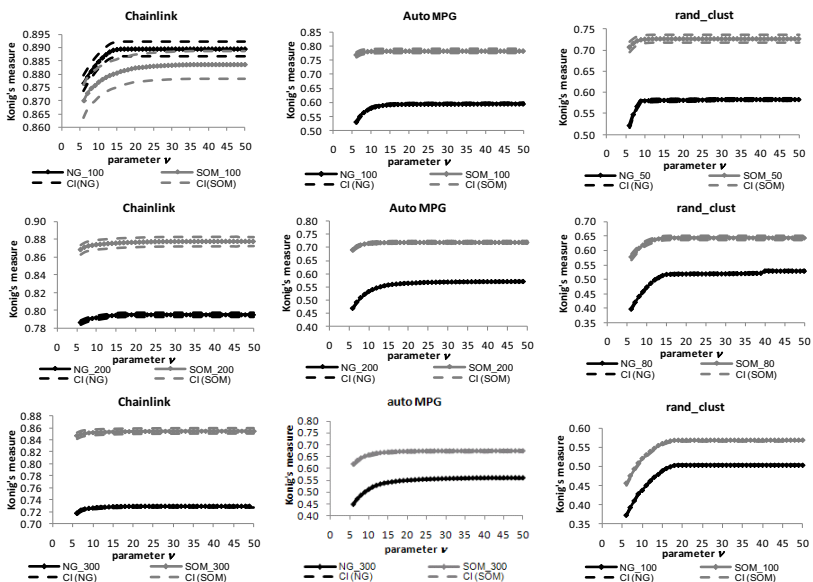 Chainlink
Konig's measure
0.895
0.890
0.885
0.880
0.875
0.870
0.865
0.860
0 5 10 15 20 25 30 35 40 45 50
parameter ν
NG_100 SOM_100
CI(NG) CI(SOM)
Auto MPG
Konig's measure
0.85
0.80
0.75
0.70
0.65
0.60
0.55
0.50
0 5 10 15 20 25 30 35 40 45 50
parameter ν
NG_100 SOM_100
CI(NG) CI(SOM)
rand_clust
Konig's measure
0.75
0.70
0.65
0.60
0.55
0.50
0 5 10 15 20 25 30 35 40 45 50
parameter ν
NG_50 SOM_50
CI(NG) CI(SOM)
Chainlink
Konig's measure
0.90
0.88
0.86
0.84
0.82
0.80
0.78
0 5 10 15 20 25 30 35 40 45 50
parameter ν
NG_200 SOM_200
CI(NG) CI(SOM)
Auto MPG
Konig's measure
0.80
0.75
0.70
0.65
0.60
0.55
0.50
0.45
0.40
0 5 10 15 20 25 30 35 40 45 50
parameter ν
NG_200 SOM_200
CI(NG) CI(SOM)
rand_clust
Konig's measure
0.70
0.65
0.60
0.55
0.50
0.45
0.40
0.35
0 5 10 15 20 25 30 35 40 45 50
parameter ν
NG_80 SOM_80
CI(NG) CI(SOM)
Chainlink
Konig's measure
0.88
0.86
0.84
0.82
0.80
0.78
0.76
0.74
0.72
0.70
0 5 10 15 20 25 30 35 40 45 50
parameter ν
NG_300 SOM_300
CI(NG) CI(SOM)
auto MPG
Konig's measure
0.80
0.75
0.70
0.65
0.60
0.55
0.50
0.45
0.40
0 5 10 15 20 25 30 35 40 45 50
parameter ν
NG_300 SOM_300
CI(NG) CI(SOM)
rand_clust
Konig's measure
0.60
0.55
0.50
0.45
0.40
0.35
0 5 10 15 20 25 30 35 40 45 50
parameter ν
NG_100 SOM_100
CI(NG) CI(SOM)